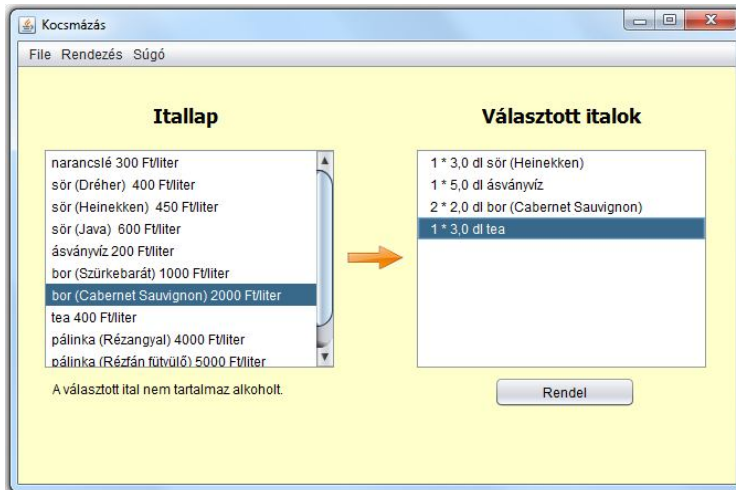 Kocsmázás
File Rendezés Súgó
Itallap
narancslé 300 Ft/liter
sör (Dréher) 400 Ft/liter
sör (Heinekken) 450 Ft/liter
sör (Java) 600 Ft/liter
ásványvíz 200 Ft/liter
bor (Szürkebarát) 1000 Ft/liter
bor (Cabernet Sauvignon) 2000 Ft/liter
tea 400 Ft/liter
pálinka (Rézangyal) 4000 Ft/liter
pálinka (Rézfán fütyülő) 5000 Ft/liter
A választott ital nem tartalmaz alkoholt.
Választott italok
1 * 3,0 dl sör (Heinekken)
1 * 5,0 dl ásványvíz
2 * 2,0 dl bor (Cabernet Sauvignon)
1 * 3,0 dl tea
Rendel